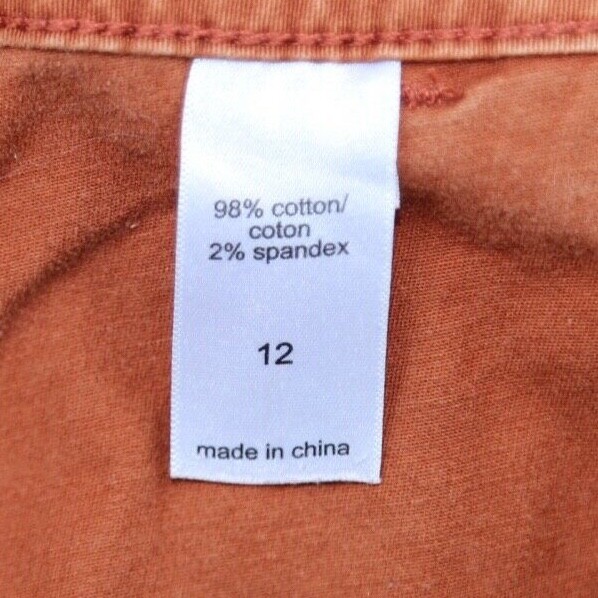 98% cotton/
coton
2% spandex
12
made in china